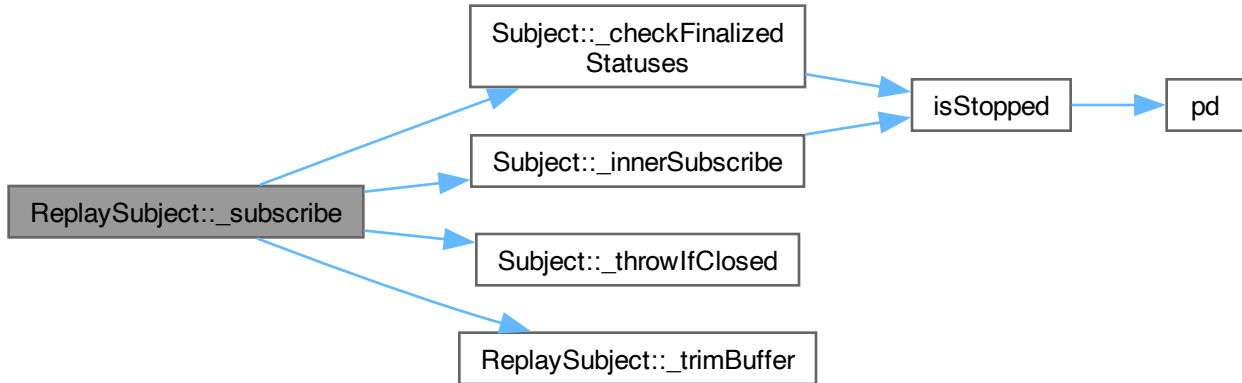 Subject::_checkFinalized
Statuses
isStopped
pd
Subject::_innerSubscribe
ReplaySubject::_subscribe
Subject::_throwIfClosed
ReplaySubject::_trimBuffer